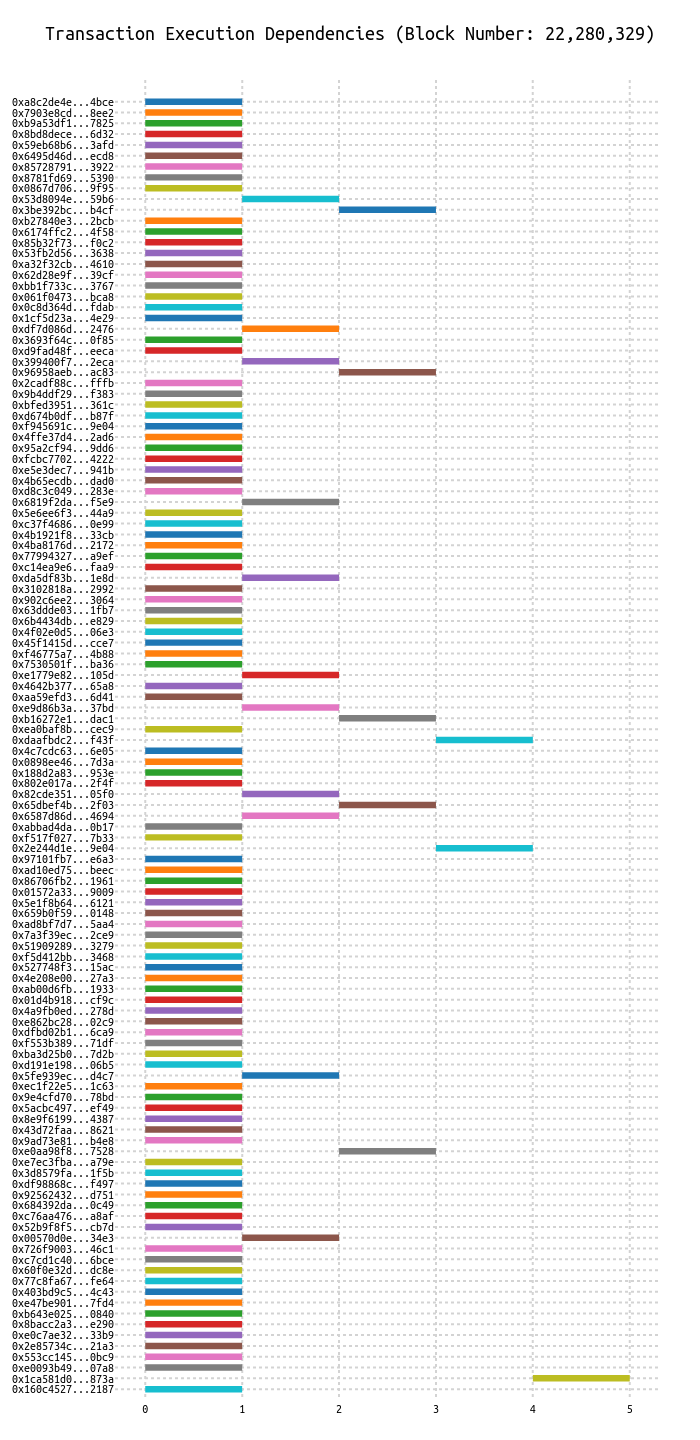 Transaction Execution Dependencies (Block Number: 22,280,329)
0xa8c2de4e...4bce
0x7903e8cd...8ee2
0xb9a53df1...7825
0x8bd8dece...6d32
0x59eb68b6...3afd
0x6495d46d...ecd8
0x85728791...3922
0x8781fd69...5390
0x0867d706...9f95
0x53d8094e...59b6
0x3be392bc...b4cf
0xb27840e3...2bcb
0x6174ffc2...4f58
0x85b32f73...f0c2
0x53fb2d56...3638
0xa32f32cb...4610
0x62d28e9f...39cf
0xbb1f733c...3767
0x061f0473...bca8
0x0c8d364d...fdab
0x1cf5d23a...4e29
0xdf7d086d...2476
0x3693f64c...0f85
0xd9fad48f...eeca
0x399400f7...2eca
0x96958aeb...ac83
0x2cadf88c...fffb
0x9b4ddf29...f383
0xbfed3951...361c
0xd674b0df...b87f
0xf945691c...9e04
0x4ffe37d4...2ad6
0x95a2cf94...9dd6
0xfcbc7702...4222
0xe5e3dec7...941b
0x4b65ecdb...dad0
0xd8c3c049...283e
0x6819f2da...f5e9
0x5e6ee6f3...44a9
0xc37f4686...0e99
0x4b1921f8...33cb
0x4ba8176d...2172
0x77994327...a9ef
0xc14ea9e6...faa9
0xda5df83b...1e8d
0x3102818a...2992
0x902c6ee2...3064
0x63ddde03...1fb7
0x6b4434db...e829
0x4f02e0d5...06e3
0x45f1415d...cce7
0xf46775a7...4b88
0x7530501f...ba36
0xe1779e82...105d
0x4642b377...65a8
0xaa59efd3...6d41
0xe9d86b3a...37bd
0xb16272e1...dac1
0xea0baf8b...cec9
0xdaafbdc2...f43f
0x4c7cdc63...6e05
0x0898ee46...7d3a
0x188d2a83...953e
0x802e017a...2f4f
0x82cde351...05f0
0x65dbef4b...2f03
0x6587d86d...4694
0xabbad4da...0b17
0xf517f027...7b33
0x2e244d1e...9e04
0x97101fb7...e6a3
0xad10ed75...beec
0x86706fb2...1961
0x01572a33...9009
0x5e1f8b64...6121
0x659b0f59...0148
0xad8bf7d7...5aa4
0x7a3f39ec...2ce9
0x51909289...3279
0xf5d412bb...3468
0x527748f3...15ac
0x4e208e00...27a3
0xab00d6fb...1933
0x01d4b918...cf9c
0x4a9fb0ed...278d
0xe862bc28...02c9
0xdfbd02b1...6ca9
0xf553b389...71df
0xba3d25b0...7d2b
0xd191e198...06b5
0x5fe939ec...d4c7
0xec1f22e5...1c63
0x9e4cfd70...78bd
0x5acbc497...ef49
0x8e9f6199...4387
0x43d72faa...8621
0x9ad73e81...b4e8
0xe0aa98f8...7528
0xe7ec3fba...a79e
0x3d8579fa...1f5b
0xdf98868c...f497
0x92562432...d751
0x684392da...0c49
0xc76aa476...a8af
0x52b9f8f5...cb7d
0x00570d0e...34e3
0x726f9003...46c1
0xc7cd1c40...6bce
0x60f0e32d...dc8e
0x77c8fa67...fe64
0x403bd9c5...4c43
0xe47be901...7fd4
0xb643e025...0840
0x8bacc2a3...e290
0xe0c7ae32...33b9
0x2e85734c...21a3
0x553cc145...0bc9
0xe0093b49...07a8
0x1ca581d0...873a
0x160c4527...2187
0 1 2 3 4 5